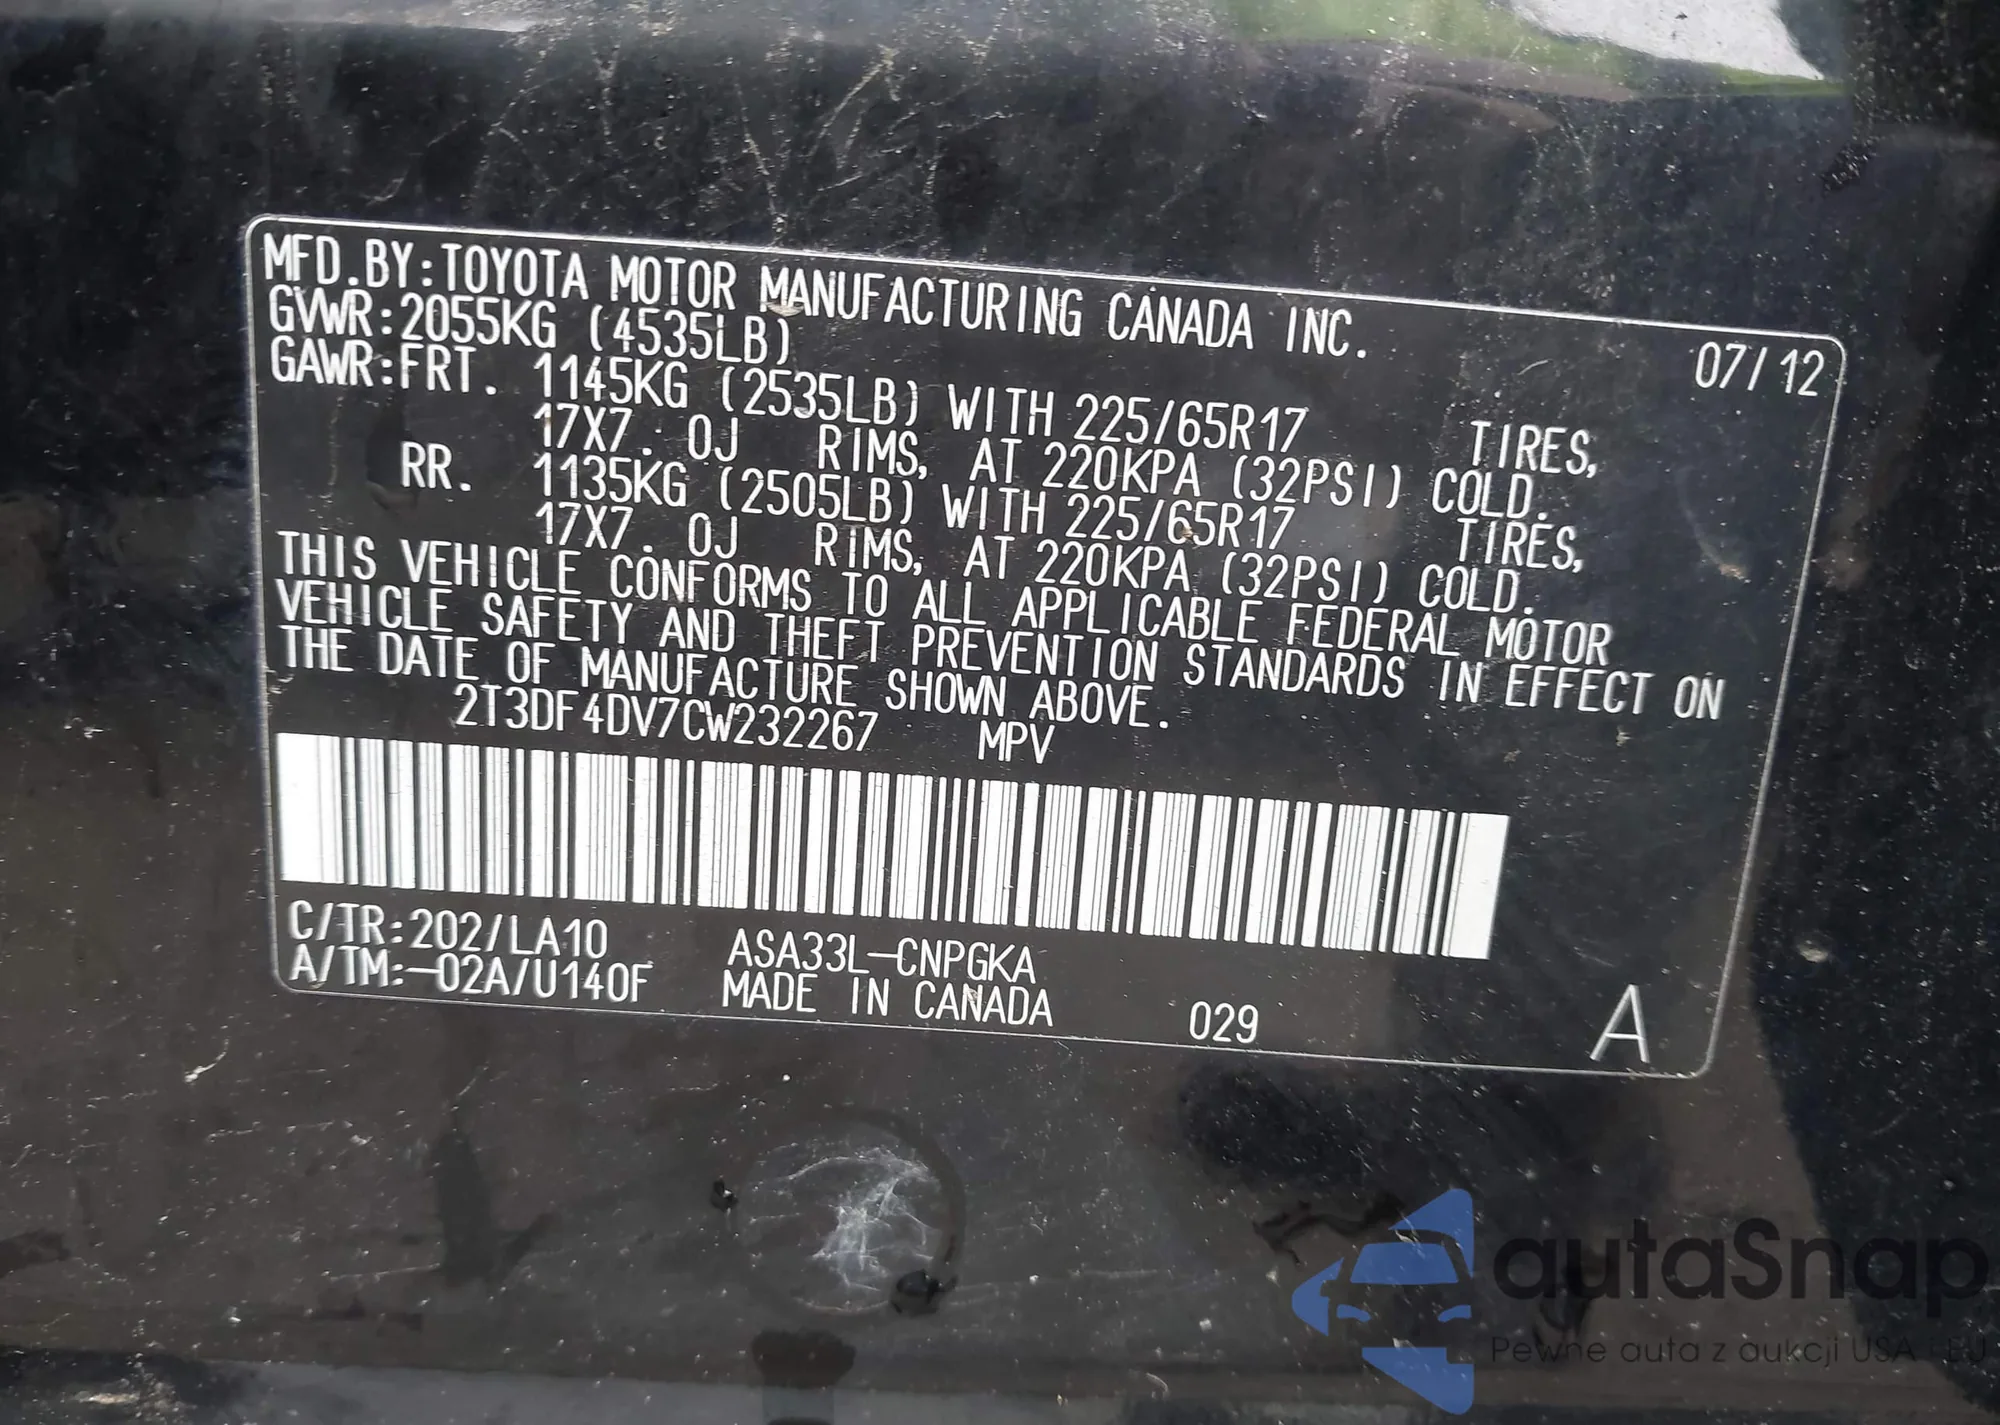 MFD.BY:TOYOTA MOTOR MANUFACTURING CANADA INC.
GVWR:2055KG (4535LB) 07/12
GAWR:FRT. 1145KG (2535LB) WITH 225/65R17 TIRES,
17X7. 0J RIMS, AT 220KPA (32PSI) COLD.
RR. 1135KG (2505LB) WITH 225/65R17 TIRES,
17X7. 0J RIMS, AT 220KPA (32PSI) COLD.
THIS VEHICLE CONFORMS TO ALL APPLICABLE FEDERAL MOTOR
VEHICLE SAFETY AND THEFT PREVENTION STANDARDS IN EFFECT ON
THE DATE OF MANUFACTURE SHOWN ABOVE.
2T3DF4DV7CW232267 MPV
C/TR:202/LA10 ASA33L-CNPGKA
A/TM:-02A/U140F MADE IN CANADA 029 A
autaSnap
Pewne auta z aukcji USA i EU